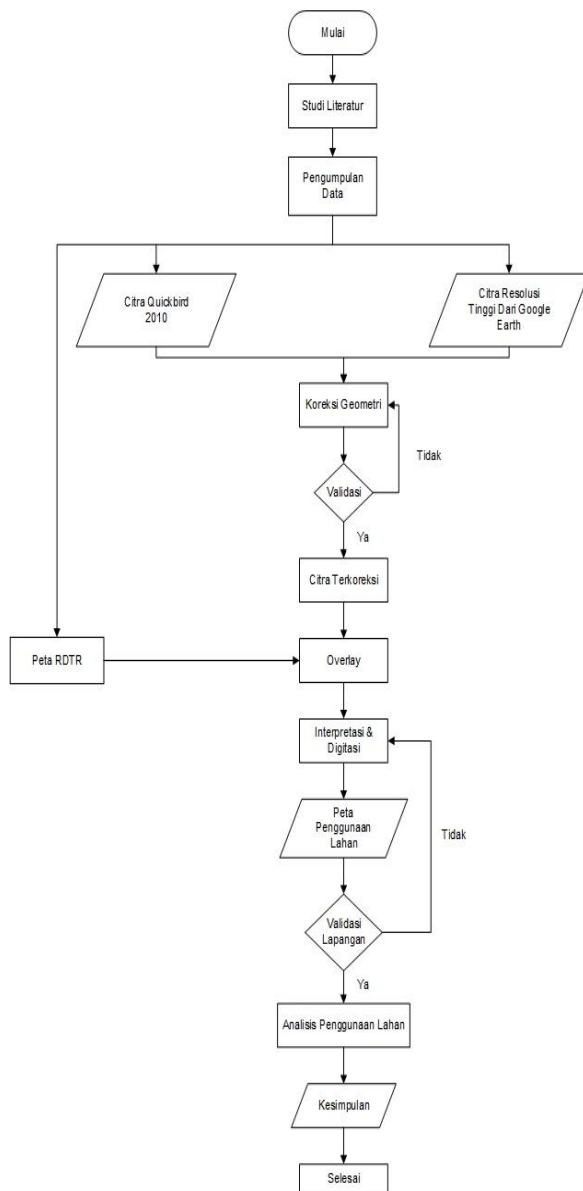 Mulai
Studi Literatur
Pengumpulan
Data
Citra Quickbird
2010
Citra Resolusi
Tinggi Dari Google
Earth
Koreksi Geometri
Tidak
Validasi
Ya
Citra Terkoreksi
Peta RDTR
Overlay
Interpretasi &
Digitasi
Peta
Penggunaan
Lahan
Tidak
Validasi
Lapangan
Ya
Analisis Penggunaan Lahan
Kesimpulan
Selesai